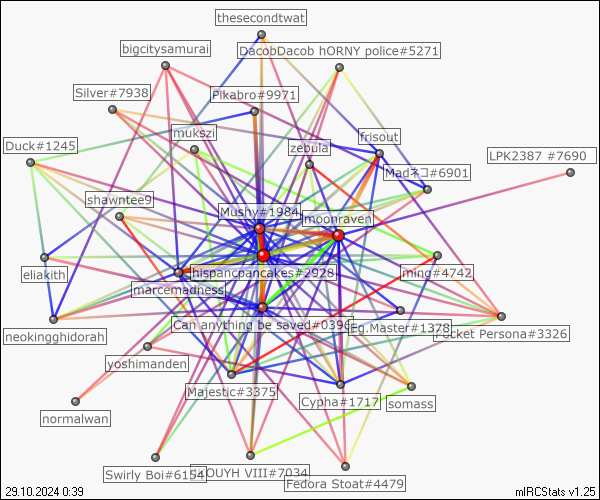 thesecondtwat
bigcitysamurai
DacobDacob hORNY police#5271
Silver#7938
Pikabro#9971
mukszi
frisout
Duck#1245
zebula
LPK2387 #7690
Madネコ#6901
shawntee9
Mushy#1984
moonraven
eliakith
hispancpancakes#2928
ming#4742
marcemadness
neokingghidorah
Can anything be saved#0396
Eg.Master#1378
Pocket Persona#3326
yoshimanden
Majestic#3375
Cypha#1717
somass
normalwan
Swirly Boi#6154
OUYH VIII#7034
Fedora Stoat#4479
29.10.2024 0:39
mIRCStats v1.25